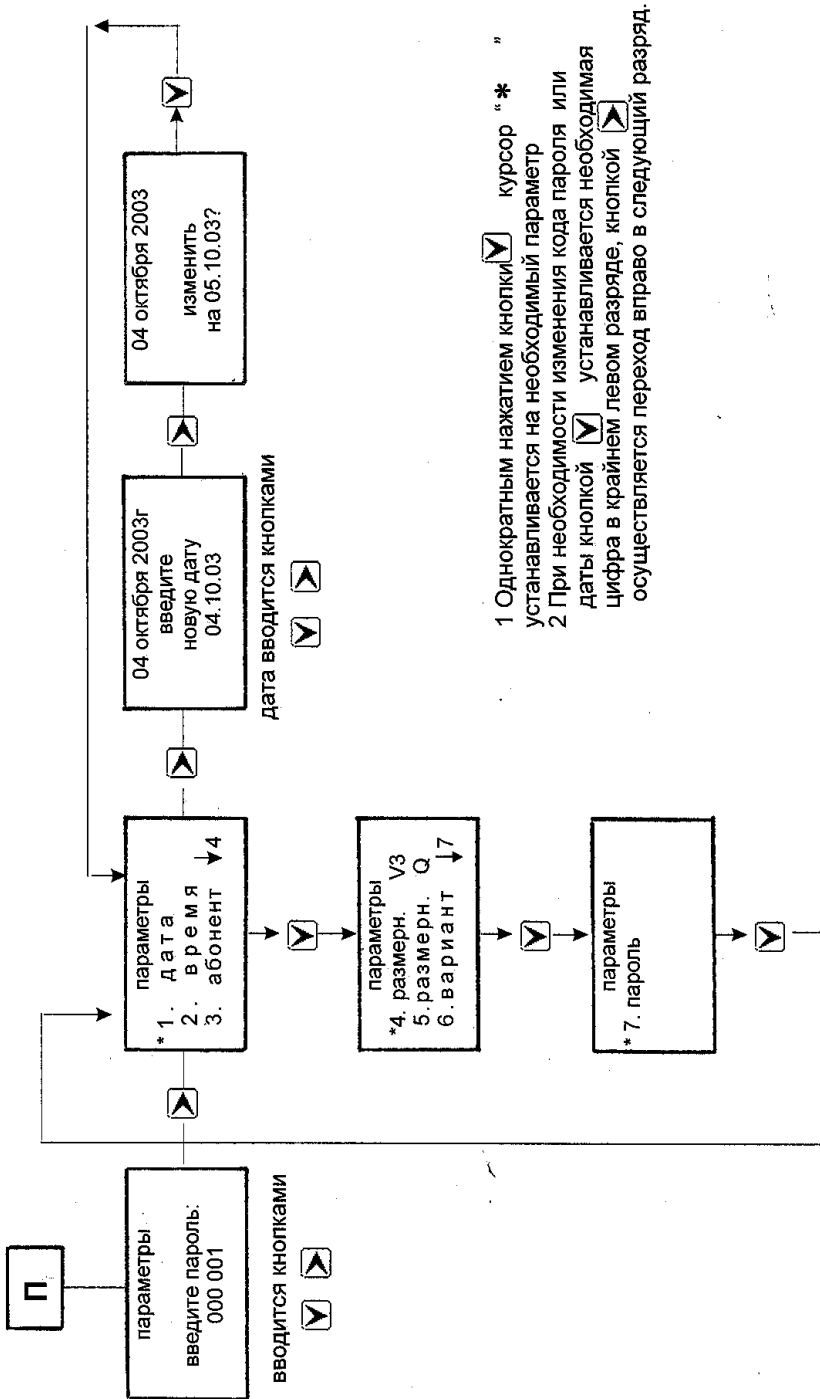 П
параметры
введите пароль:
000 001
вводится кнопками
параметры
*1. дата
2. время
3. абонент ↓4
параметры
*4. размерн. V3
5. размерн. Q
6. вариант ↓7
параметры
*7. пароль
04 октября 2003г
введите
новую дату
04.10.03
дата вводится кнопками
04 октября 2003
изменить
на 05.10.03?
1 Однократным нажатием кнопки курсор “*”
устанавливается на необходимый параметр
2 При необходимости изменения кода пароля или
даты кнопкой устанавливается необходимая
цифра в крайнем левом разряде, кнопкой
осуществляется переход вправо в следующий разряд.